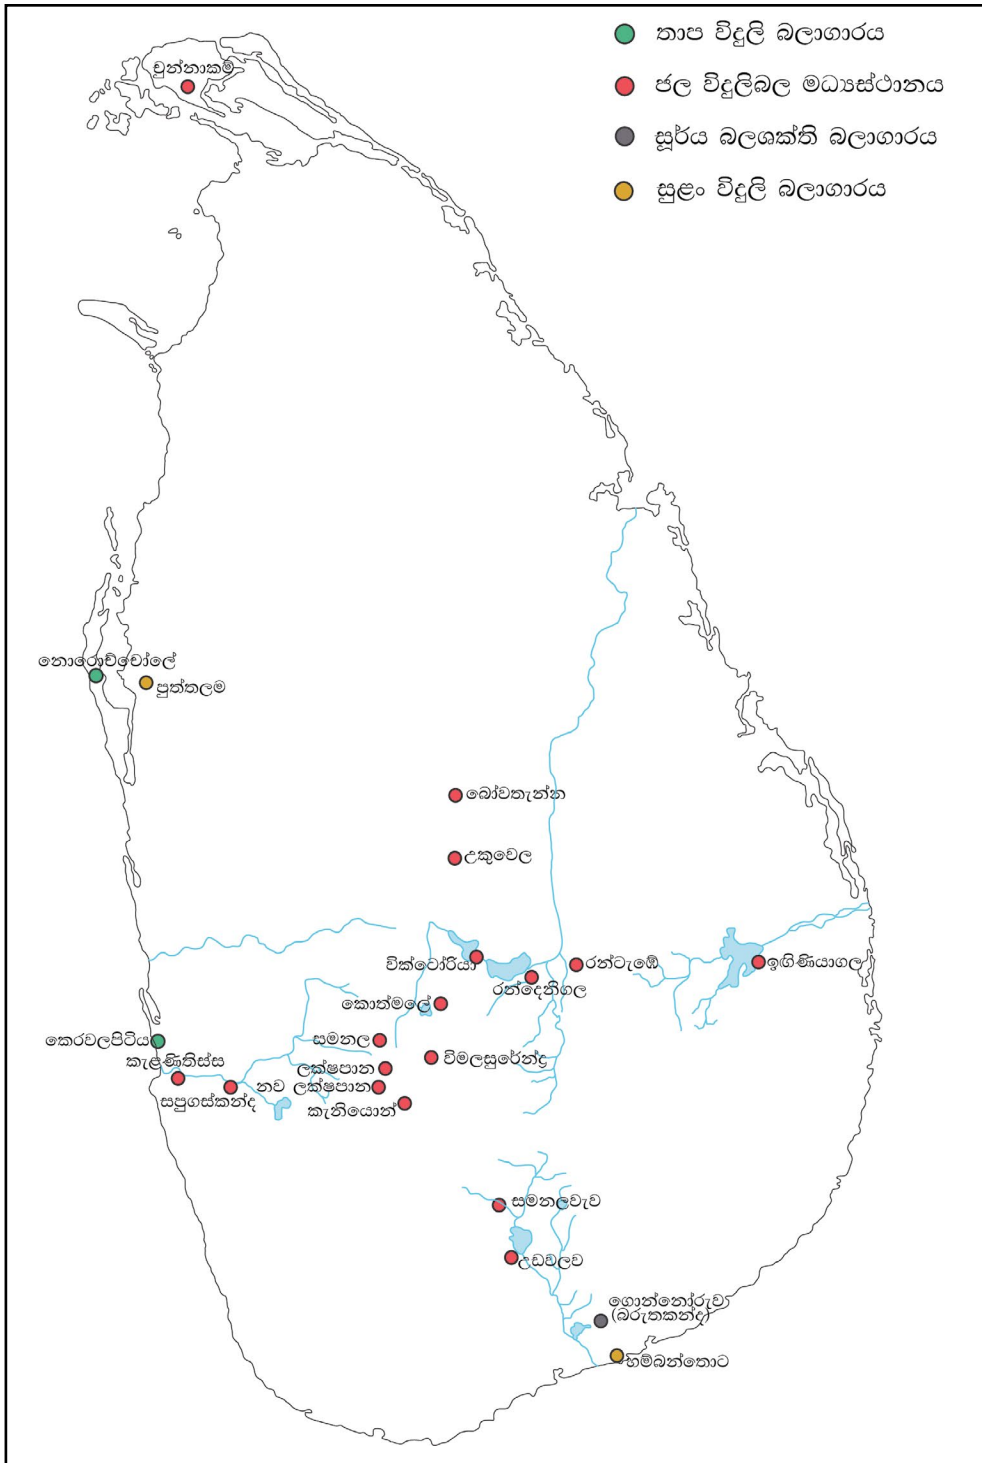 තාප විදුලි බලාගාරය
ජල විදුලිබල මධ්‍යස්ථානය
සූර්ය බලශක්ති බලාගාරය
සුළං විදුලි බලාගාරය
චුන්නාකම්
නොරොච්චෝලේ
පුත්තලම
බෝවතැන්න
උකුවෙල
වික්ටෝරියා
රන්ටැඹේ
ඉඟිණියාගල
රන්දෙනිගල
කොත්මලේ
කෙරවලපිටිය
සමනල
විමලසුරේන්ද්‍ර
කැළණිතිස්ස
ලක්ෂපාන
නව ලක්ෂපාන
සපුගස්කන්ද
කැනියොන්
සමනලවැව
උඩවලව
ගොන්නෝරුව
(බරුතකන්ද)
හම්බන්තොට